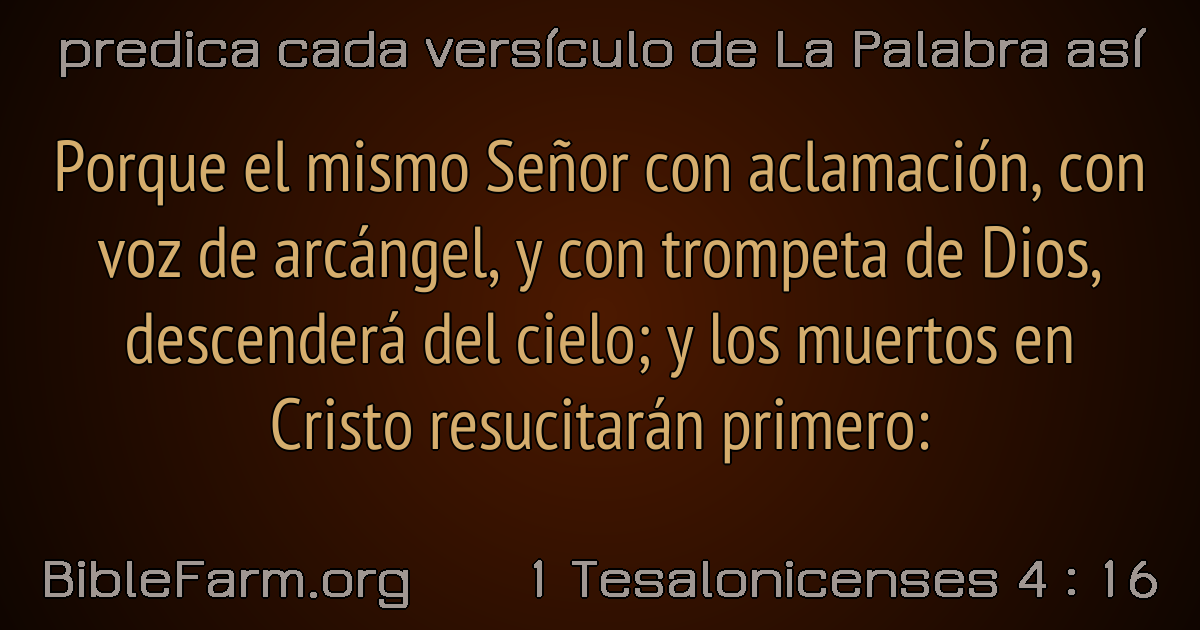 predica cada versículo de La Palabra así
Porque el mismo Señor con aclamación, con
voz de arcángel, y con trompeta de Dios,
descenderá del cielo; y los muertos en
Cristo resucitarán primero:
BibleFarm.org 1 Tesalonicenses 4 : 16